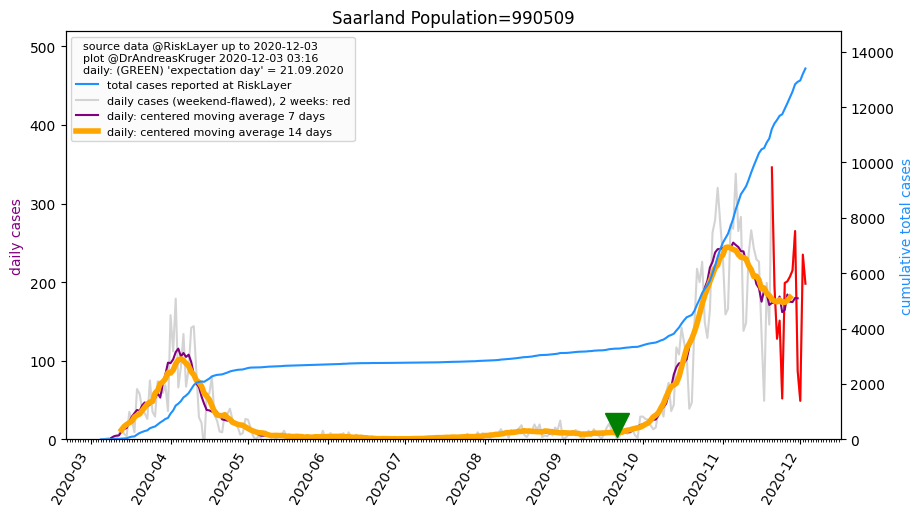 Saarland Population=990509
source data @RiskLayer up to 2020-12-03
plot @DrAndreasKruger 2020-12-03 03:16
daily: (GREEN) 'expectation day' = 21.09.2020
total cases reported at RiskLayer
daily cases (weekend-flawed), 2 weeks: red
daily: centered moving average 7 days
daily: centered moving average 14 days
daily cases
500
400
300
200
100
0
cumulative total cases
14000
12000
10000
8000
6000
4000
2000
0
2020-03
2020-04
2020-05
2020-06
2020-07
2020-08
2020-09
2020-10
2020-11
2020-12